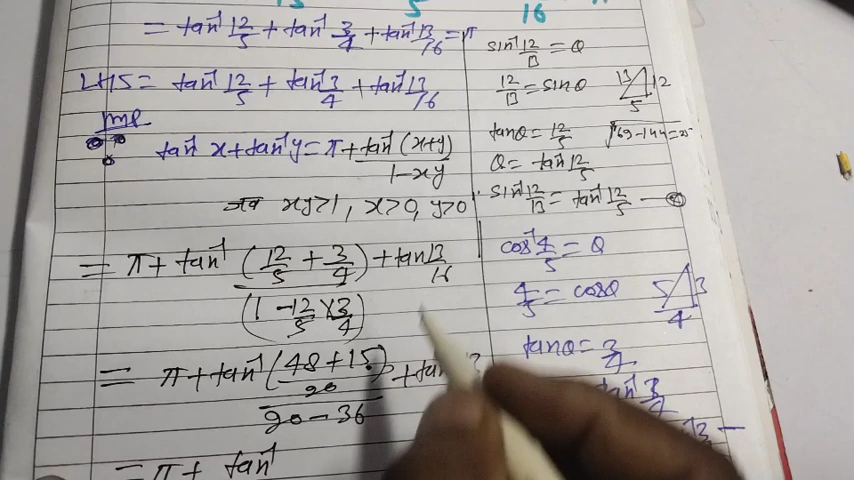 = tan⁻¹ 12/5 + tan⁻¹ 3/4 + tan⁻¹ 13/16 = π
LHS = tan⁻¹ 12/5 + tan⁻¹ 3/4 + tan⁻¹ 13/16
Imp
tan⁻¹ x + tan⁻¹ y = π + tan⁻¹ (x+y)/1-xy
जब xy>1, x>0, y>0
= π + tan⁻¹ (12/5 + 3/4)/(1 - 12/5 × 3/4) + tan 13/16
= π + tan⁻¹ (48+15)/20 / 20-36 + tan
= π + tan⁻¹
sin⁻¹ 12/13 = θ
12/13 = sinθ
13 12
5
tanθ = 12/5 √169-144=25
θ = tan⁻¹ 12/5
sin⁻¹ 12/13 = tan⁻¹ 12/5 —
cos⁻¹ 4/5 = θ
4/5 = cosθ
5 3
4
tanθ = 3/4
tan⁻¹ 3/4